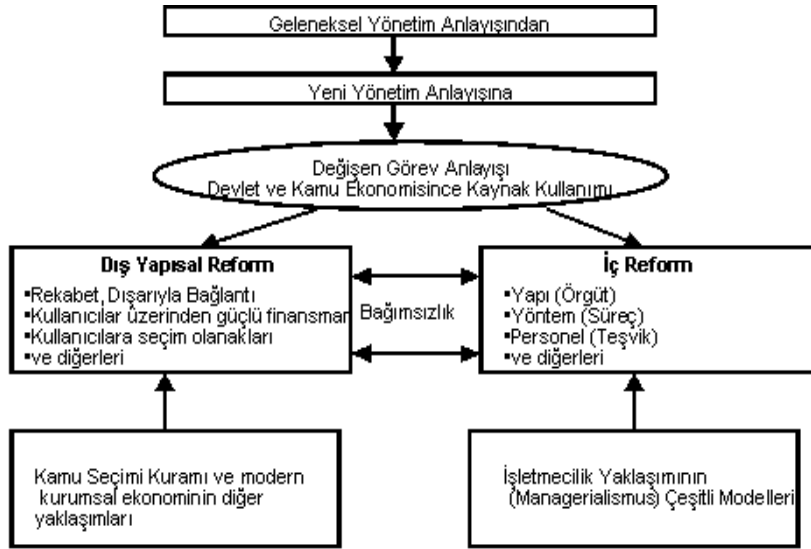 Geleneksel Yönetim Anlayışından
Yeni Yönetim Anlayışına
Değişen Görev Anlayışı
Devlet ve Kamu Ekonomisince Kaynak Kullanımı
Dış Yapısal Reform
▪Rekabet, Dışarıyla Bağlantı
▪Kullanıcılar üzerinden güçlü finansman
▪Kullanıcılara seçim olanakları
▪ve diğerleri
Bağımsızlık
İç Reform
▪Yapı (Örgüt)
▪Yöntem (Süreç)
▪Personel (Teşvik)
▪ve diğerleri
Kamu Seçimi Kuramı ve modern
kurumsal ekonominin diğer
yaklaşımları
İşletmecilik Yaklaşımının
(Managerialismus) Çeşitli Modelleri